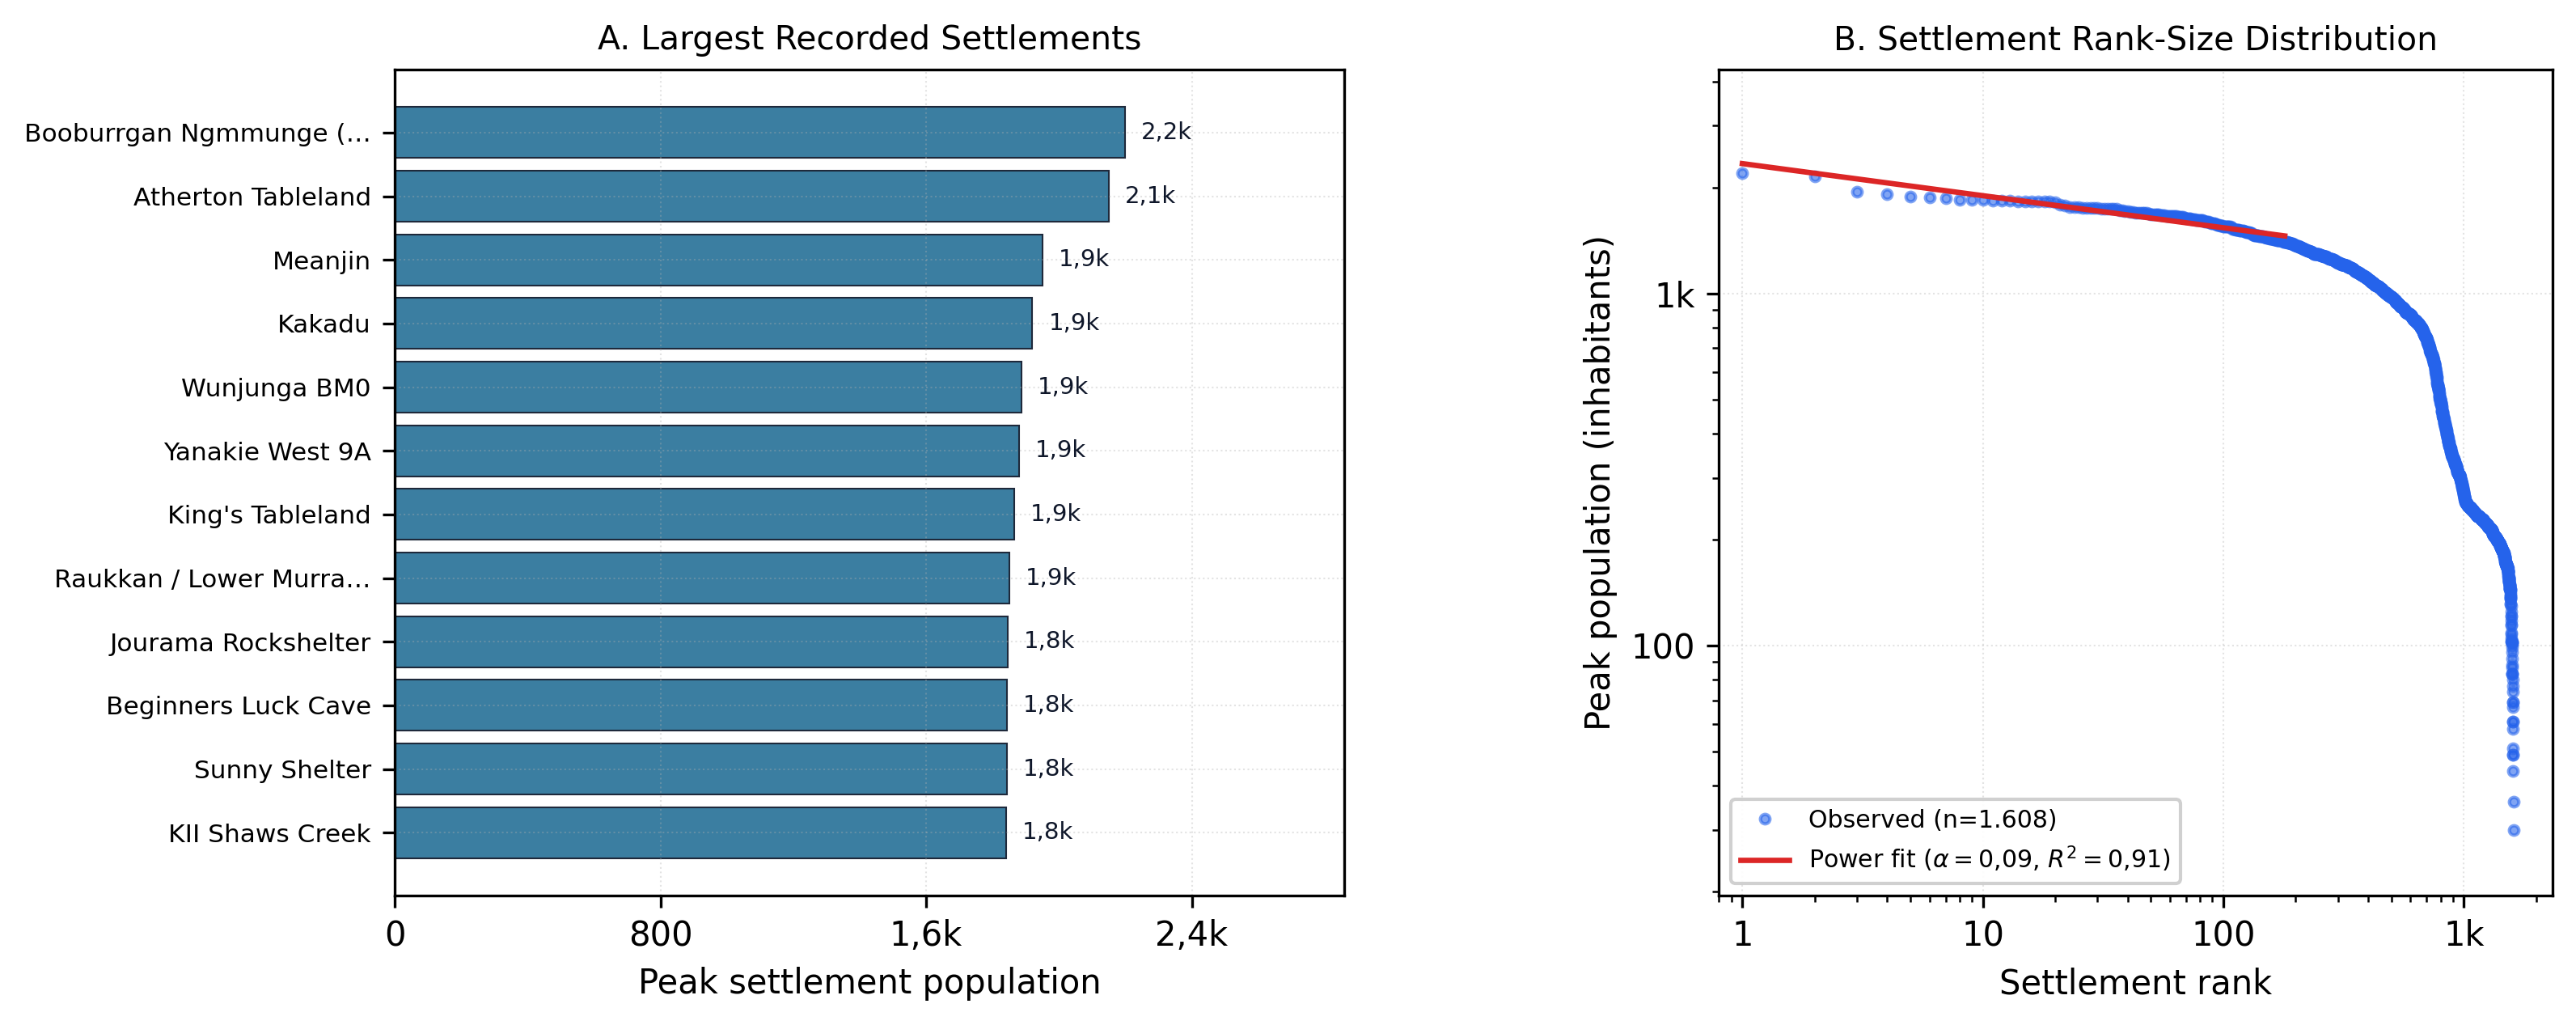 A. Largest Recorded Settlements
Booburrgan Ngmmunge (...
2,2k
Atherton Tableland
2,1k
Meanjin
1,9k
Kakadu
1,9k
Wunjunga BM0
1,9k
Yanakie West 9A
1,9k
King's Tableland
1,9k
Raukkan / Lower Murra...
1,9k
Jourama Rockshelter
1,8k
Beginners Luck Cave
1,8k
Sunny Shelter
1,8k
KII Shaws Creek
1,8k
0 800 1,6k 2,4k
Peak settlement population
B. Settlement Rank-Size Distribution
Peak population (inhabitants)
1k
100
Observed (n=1.608)
Power fit (α = 0,09, R² = 0,91)
1 10 100 1k
Settlement rank